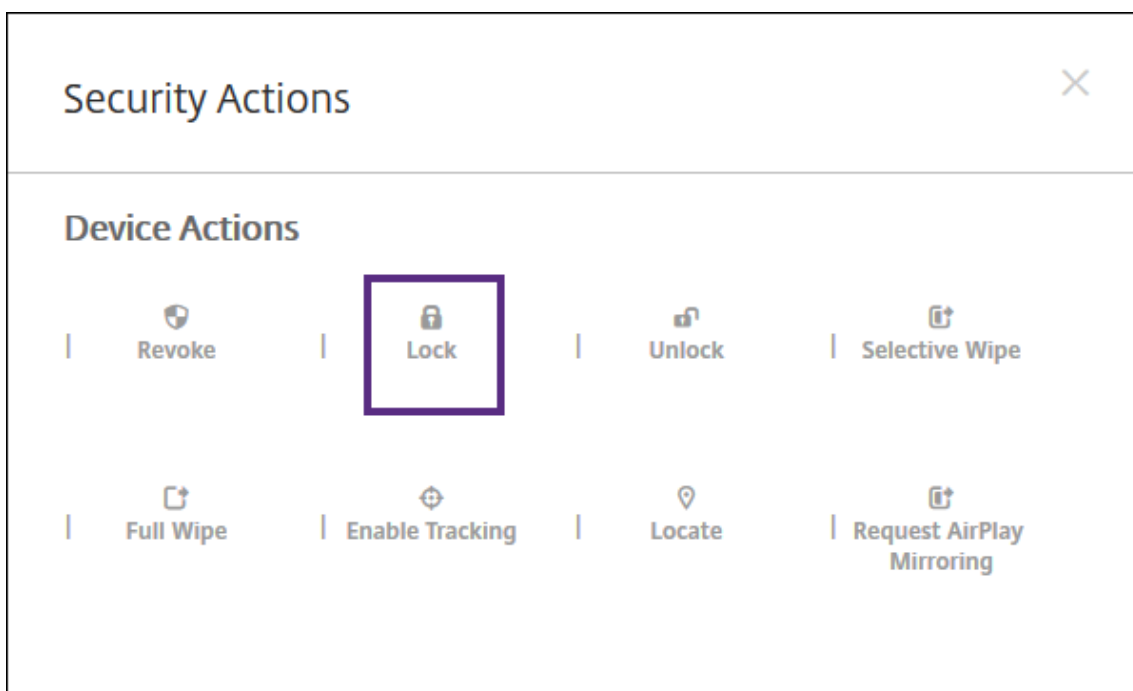 Security Actions
Device Actions
Revoke
Lock
Unlock
Selective Wipe
Full Wipe
Enable Tracking
Locate
Request AirPlay
Mirroring